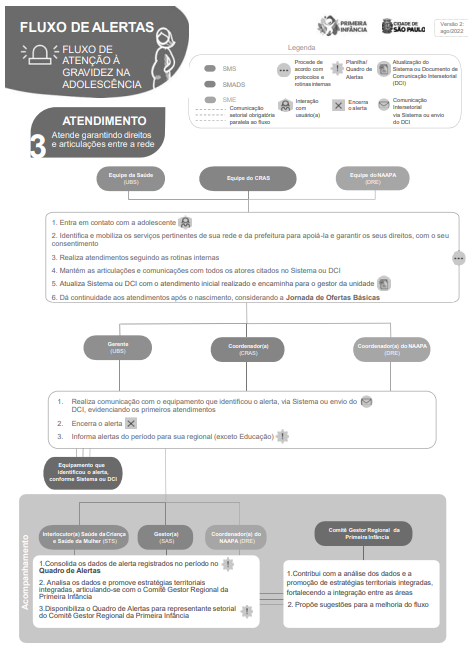 FLUXO DE ALERTAS
FLUXO DE
ATENÇÃO À
GRAVIDEZ NA
ADOLESCÊNCIA
PRIMEIRA
INFÂNCIA
CIDADE DE
SÃO PAULO
Versão 2:
ago/2022
Legenda
SMS
SMADS
SME
Comunicação
setorial obrigatória
paralela ao fluxo
Procede de
acordo com
protocolos e
rotinas internas
Interação
com
usuário(a)
Planilha/
Quadro de
Alertas
Encerra
o alerta
Atualização do
Sistema ou Documento de
Comunicação Intersetorial
(DCI)
Comunicação
Intersetorial
via Sistema ou envio
do DCI
3
ATENDIMENTO
Atende garantindo direitos
e articulações entre a rede
Equipe da Saúde
(UBS)
Equipe do CRAS
Equipe do NAAPA
(DRE)
1. Entra em contato com a adolescente
2. Identifica e mobiliza os serviços pertinentes de sua rede e da prefeitura para apoiá-la e garantir os seus direitos, com o seu
consentimento
3. Realiza atendimentos seguindo as rotinas internas
4. Mantém as articulações e comunicações com todos os atores citados no Sistema ou DCI
5. Atualiza Sistema ou DCI com o atendimento inicial realizado e encaminha para o gestor da unidade
6. Dá continuidade aos atendimentos após o nascimento, considerando a Jornada de Ofertas Básicas
Gerente
(UBS)
Coordenador(a)
(CRAS)
Coordenador(a) do NAAPA
(DRE)
1. Realiza comunicação com o equipamento que identificou o alerta, via Sistema ou envio do
DCI, evidenciando os primeiros atendimentos
2. Encerra o alerta
3. Informa alertas do período para sua regional (exceto Educação)
Equipamento que
identificou o alerta,
conforme Sistema ou DCI
Acompanhamento
Interlocutor(a) Saúde da Criança
e Saúde da Mulher (STS)
Gestor(a)
(SAS)
Coordenador(a) do
NAAPA (DRE)
Comitê Gestor Regional da
Primeira Infância
1.Consolida os dados de alerta registrados no período no
Quadro de Alertas
2. Analisa os dados e promove estratégias territoriais
integradas, articulando-se com o Comitê Gestor Regional da
Primeira Infância
3.Disponibiliza o Quadro de Alertas para representante setorial
do Comitê Gestor Regional da Primeira Infância
1.Contribui com a análise dos dados e a
promoção de estratégias territoriais integradas,
fortalecendo a integração entre as áreas
2. Propõe sugestões para a melhoria do fluxo